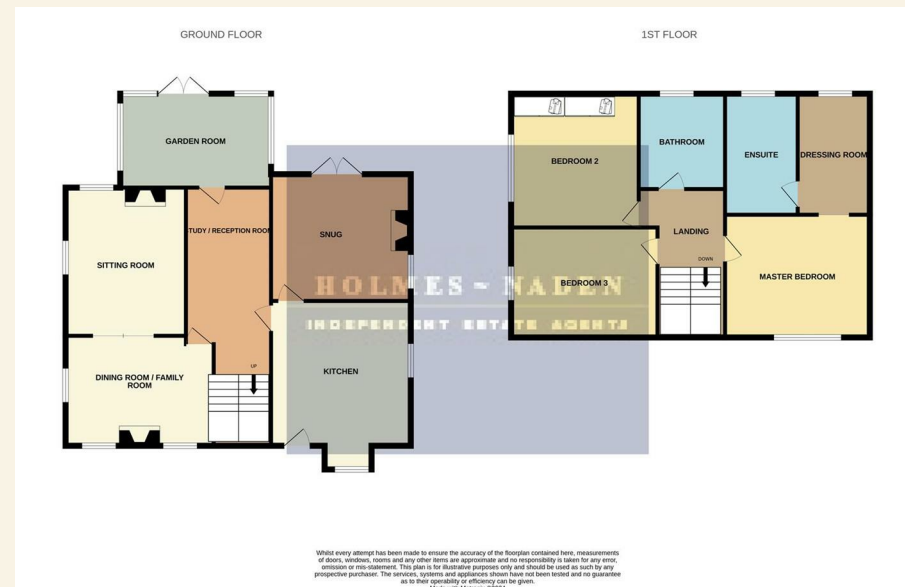 GROUND FLOOR
1ST FLOOR
GARDEN ROOM
BEDROOM 2
BATHROOM
ENSUITE
DRESSING ROOM
STUDY / RECEPTION ROOM
SNUG
SITTING ROOM
LANDING
DOWN
MASTER BEDROOM
BEDROOM 3
HOLMES - NADEN
INDEPENDENT ESTATE AGENTS
KITCHEN
DINING ROOM / FAMILY
ROOM
UP
Whilst every attempt has been made to ensure the accuracy of the floorplan contained here, measurements
of doors, windows, rooms and any other items are approximate and no responsibility is taken for any error,
omission or mis-statement. This plan is for illustrative purposes only and should be used as such by any
prospective purchaser. The services, systems and appliances shown have not been tested and no guarantee
as to their operability or efficiency can be given.